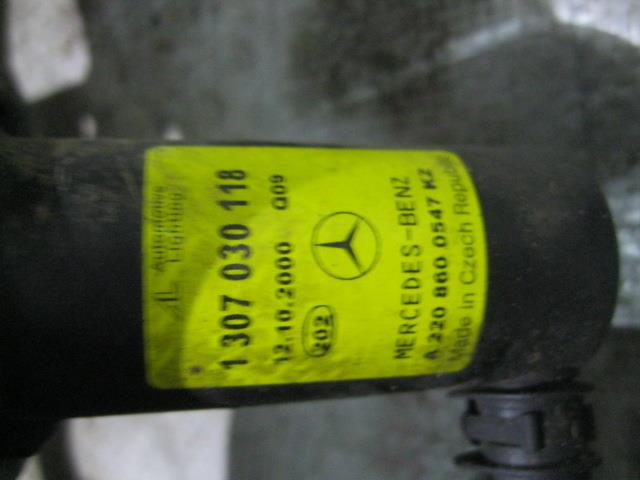 AL Automotive
Lighting
1 307 030 118
12.10.2000 Q09
202
MERCEDES-BENZ
A 220 860 0547 KZ
Made in Czech Republic